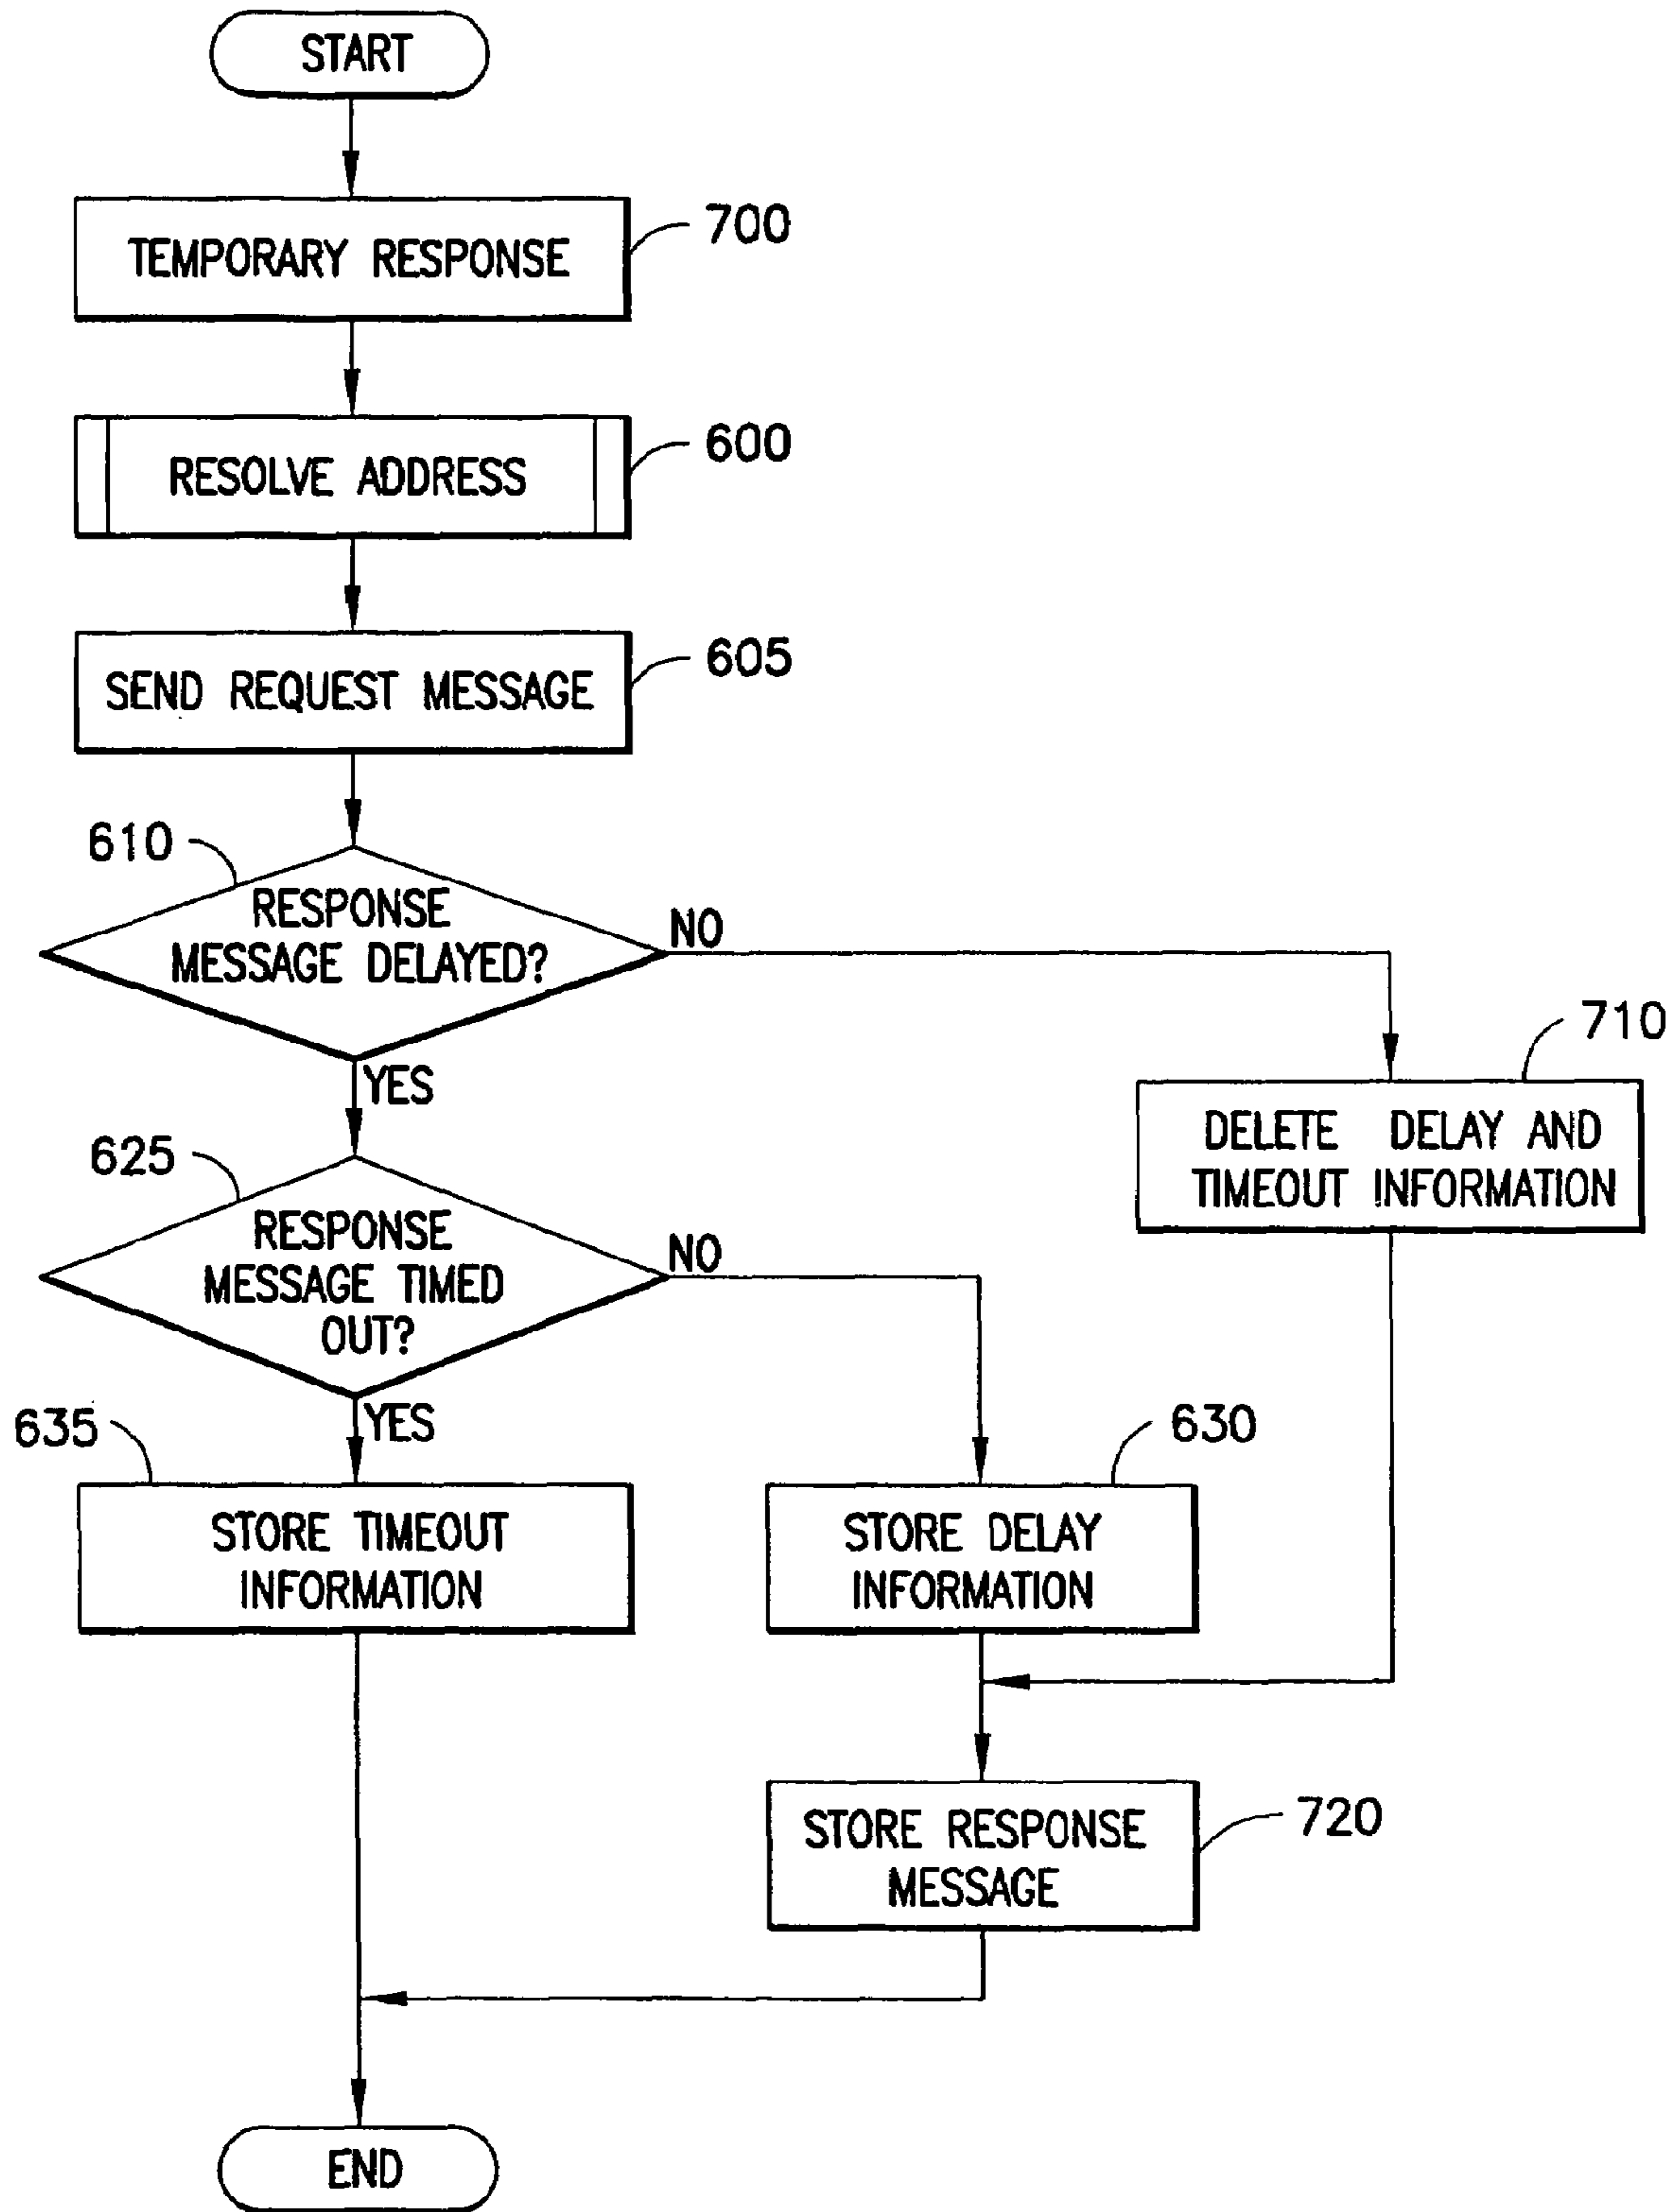 START
TEMPORARY RESPONSE
700
RESOLVE ADDRESS
600
SEND REQUEST MESSAGE
605
610
RESPONSE
MESSAGE DELAYED?
NO
YES
710
DELETE DELAY AND
TIMEOUT INFORMATION
625
RESPONSE
MESSAGE TIMED
OUT?
NO
YES
635
STORE TIMEOUT
INFORMATION
630
STORE DELAY
INFORMATION
STORE RESPONSE
MESSAGE
720
END